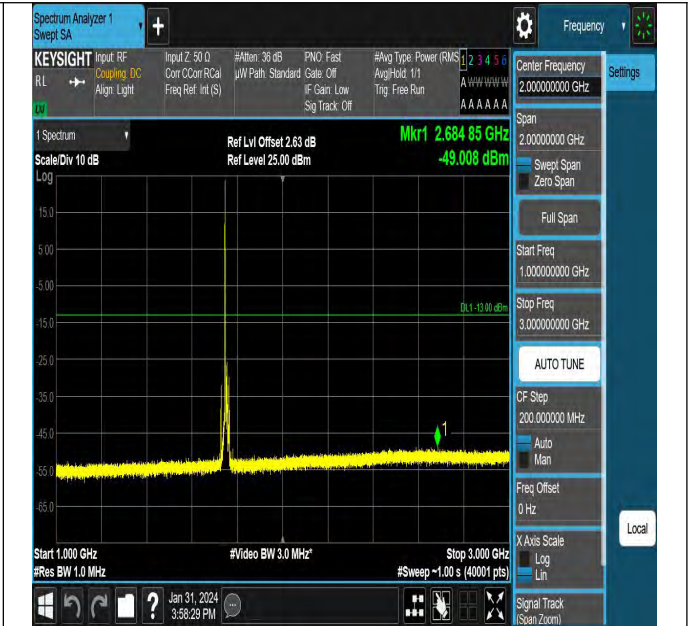 Spectrum Analyzer 1
Swept SA
Frequency
KEYSIGHT
RL
Input: RF
Coupling: DC
Align: Light
Input Z: 50 Ω
Corr CCorr RCal
Freq Ref: Int (S)
#Atten: 36 dB
µW Path: Standard
PNO: Fast
Gate: Off
IF Gain: Low
Sig Track: Off
#Avg Type: Power (RMS
Avg|Hold: 1/1
Trig: Free Run
1 2 3 4 5 6
A W W W W W
A A A A A A
1 Spectrum
Scale/Div 10 dB
Log
Ref Lvl Offset 2.63 dB
Ref Level 25.00 dBm
Mkr1 2.684 85 GHz
-49.008 dBm
15.0
5.00
-5.00
-15.0
-25.0
-35.0
-45.0
-55.0
-65.0
DL1 -13.00 dBm
1
Start 1.000 GHz
#Res BW 1.0 MHz
#Video BW 3.0 MHz*
Stop 3.000 GHz
#Sweep ~1.00 s (40001 pts)
Center Frequency
2.000000000 GHz
Settings
Span
2.00000000 GHz
Swept Span
Zero Span
Full Span
Start Freq
1.000000000 GHz
Stop Freq
3.000000000 GHz
AUTO TUNE
CF Step
200.000000 MHz
Auto
Man
Freq Offset
0 Hz
X Axis Scale
Log
Lin
Local
Signal Track
(Span Zoom)
?
Jan 31, 2024
3:58:29 PM